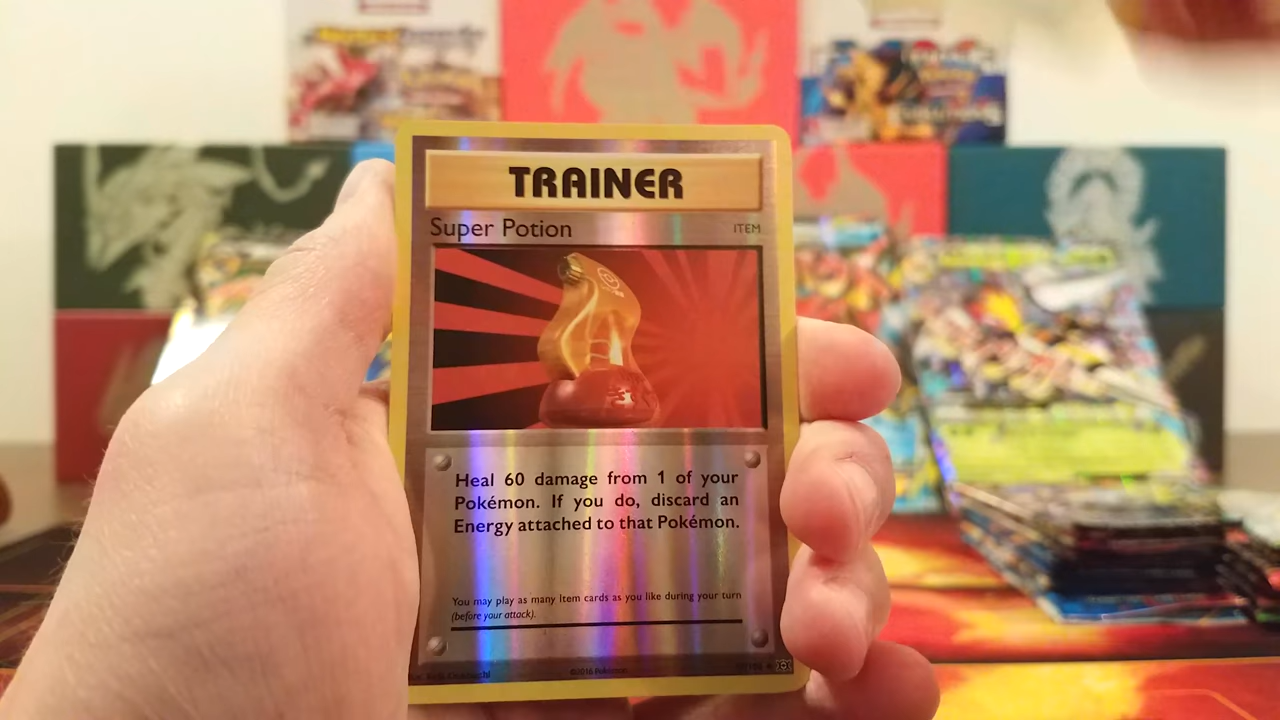 TRAINER
Super Potion ITEM
Heal 60 damage from 1 of your
Pokémon. If you do, discard an
Energy attached to that Pokémon.
You may play as many Item cards as you like during your turn
(before your attack).
©2016 Pokémon